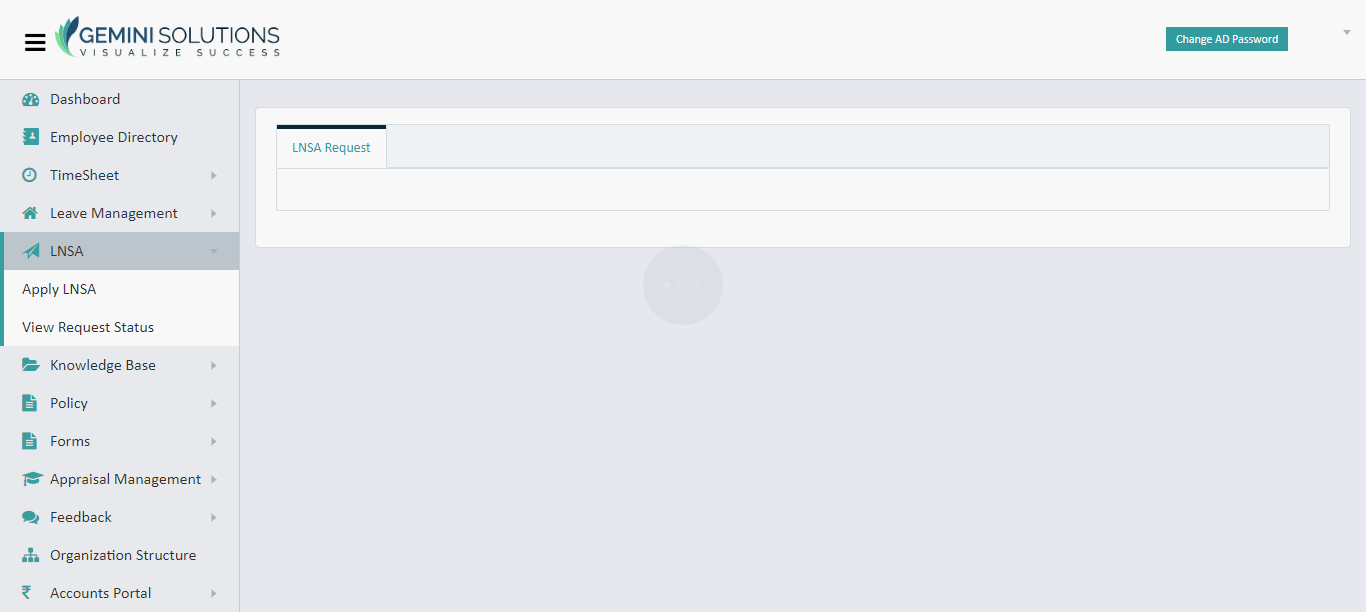 GEMINI SOLUTIONS
VISUALIZE SUCCESS
Change AD Password
Dashboard
Employee Directory
TimeSheet
Leave Management
LNSA
Apply LNSA
View Request Status
Knowledge Base
Policy
Forms
Appraisal Management
Feedback
Organization Structure
₹ Accounts Portal
LNSA Request